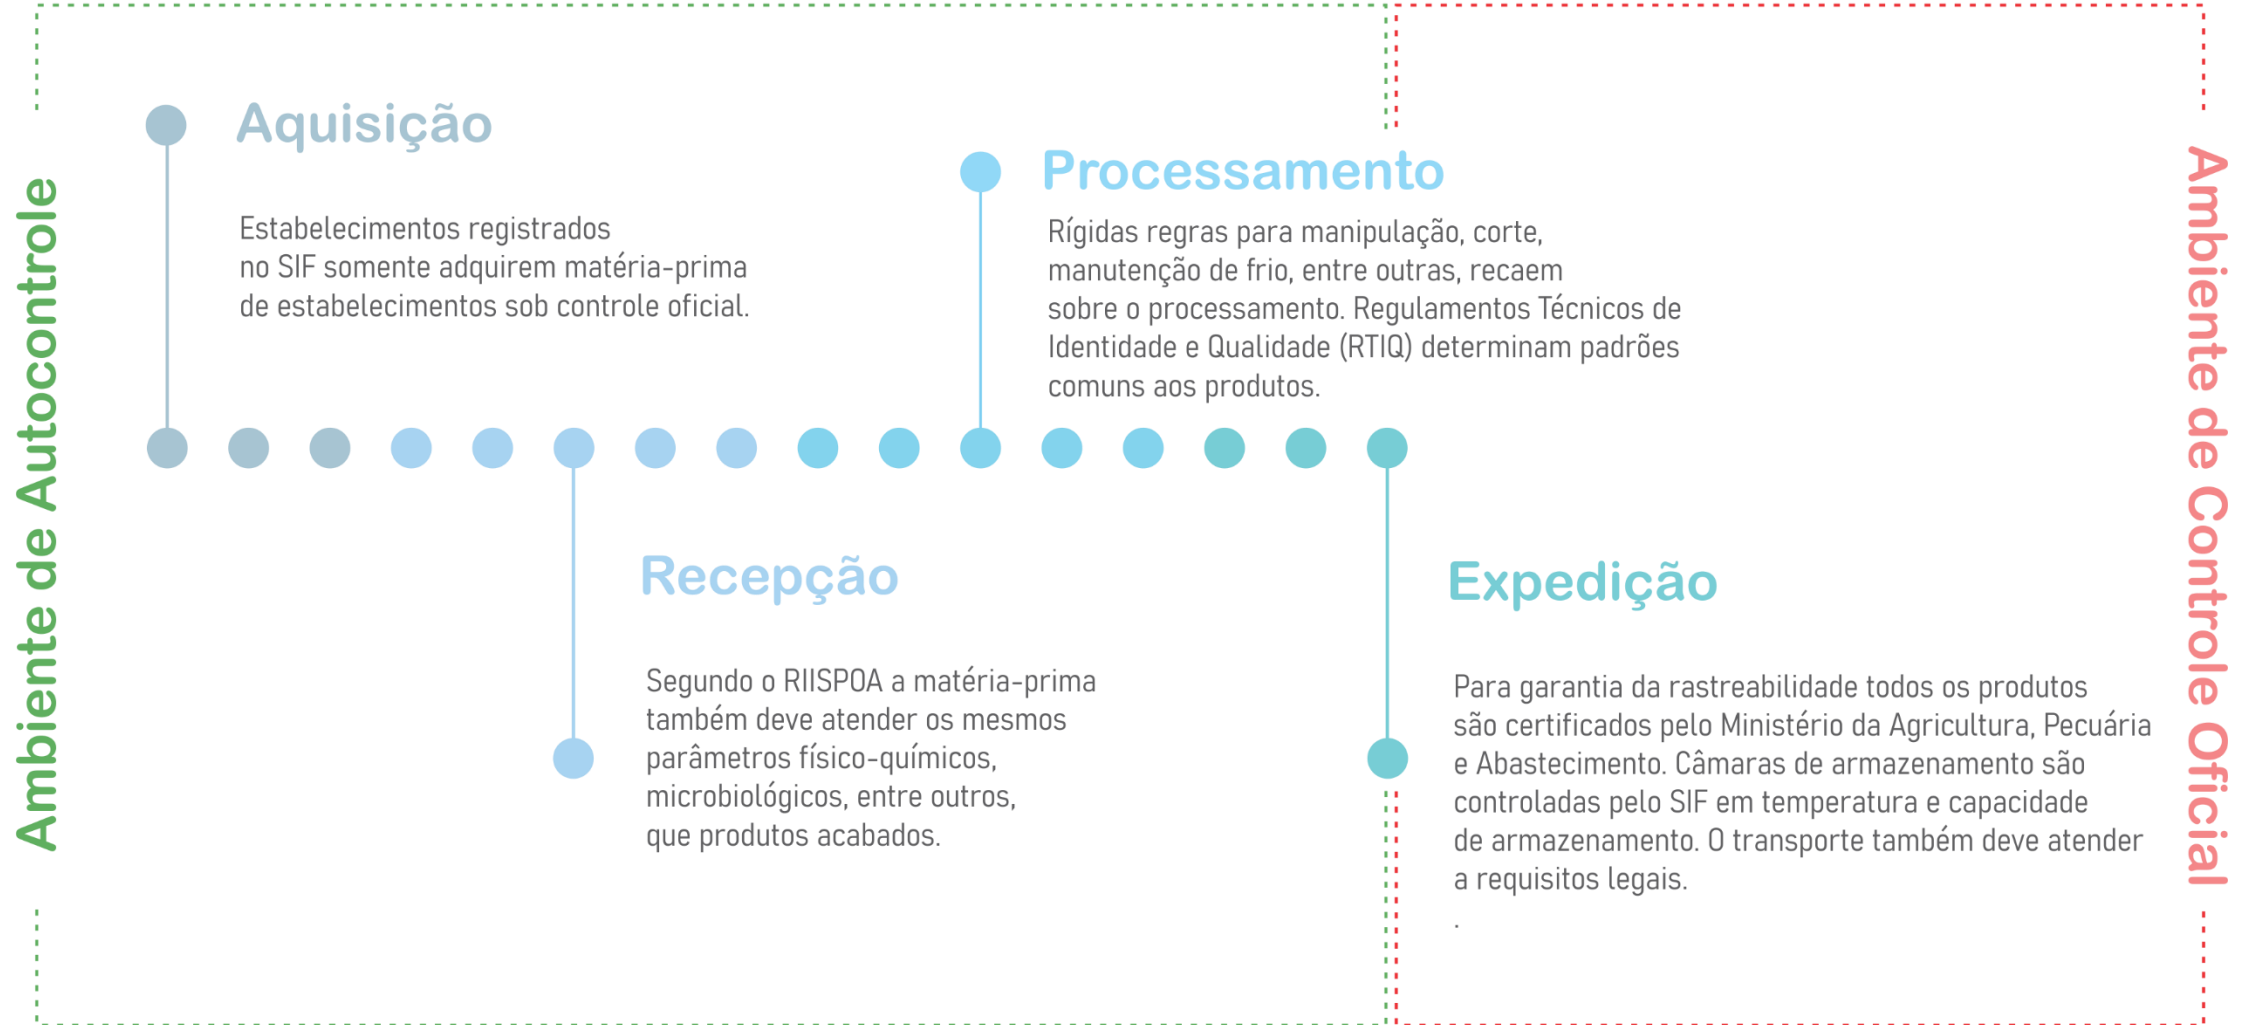 Ambiente de Autocontrole
Aquisição
Estabelecimentos registrados
no SIF somente adquirem matéria-prima
de estabelecimentos sob controle oficial.
Recepção
Segundo o RIISPOA a matéria-prima
também deve atender os mesmos
parâmetros físico-químicos,
microbiológicos, entre outros,
que produtos acabados.
Processamento
Rígidas regras para manipulação, corte,
manutenção de frio, entre outras, recaem
sobre o processamento. Regulamentos Técnicos de
Identidade e Qualidade (RTIQ) determinam padrões
comuns aos produtos.
Expedição
Para garantia da rastreabilidade todos os produtos
são certificados pelo Ministério da Agricultura, Pecuária
e Abastecimento. Câmaras de armazenamento são
controladas pelo SIF em temperatura e capacidade
de armazenamento. O transporte também deve atender
a requisitos legais.
.
Ambiente de Controle Oficial